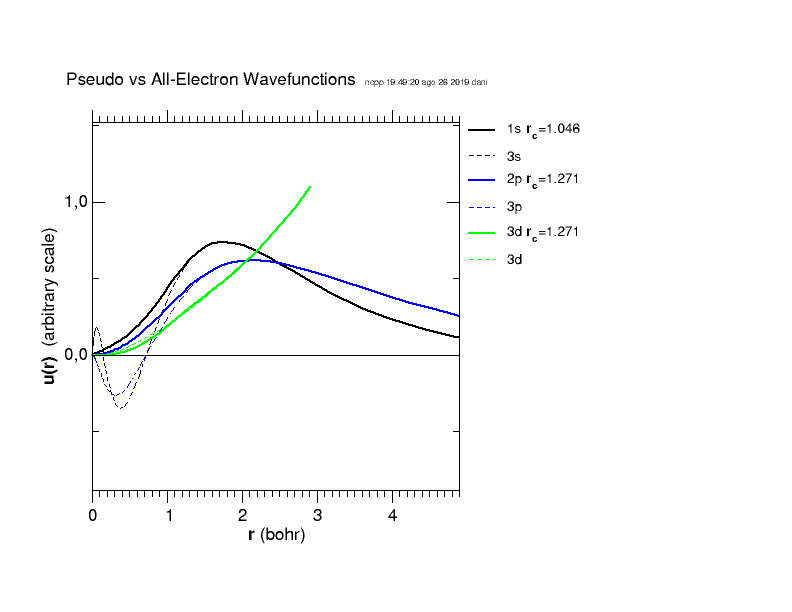 Pseudo vs All-Electron Wavefunctions ncpp 19:49:20 ago 26 2019 dani
1s rc=1.046
3s
2p rc=1.271
3p
3d rc=1.271
3d
1,0
0,0
u(r) (arbitrary scale)
0 1 2 3 4
r (bohr)